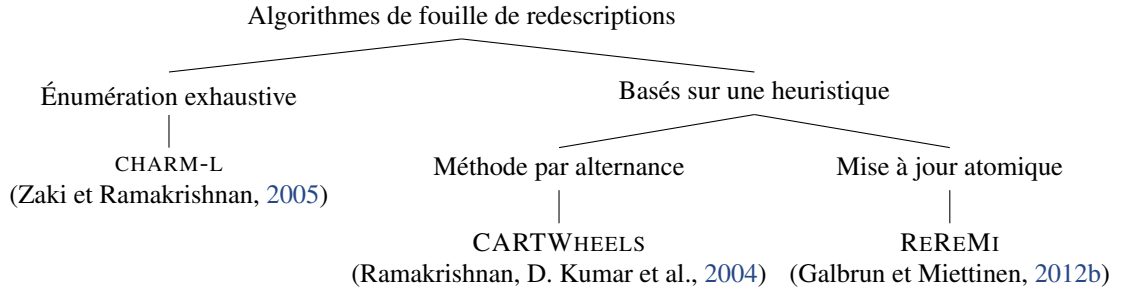 Algorithmes de fouille de redescriptions
Énumération exhaustive
Basés sur une heuristique
CHARM-L
(Zaki et Ramakrishnan, 2005)
Méthode par alternance
Mise à jour atomique
CARTWHEELS
(Ramakrishnan, D. Kumar et al., 2004)
REREMI
(Galbrun et Miettinen, 2012b)